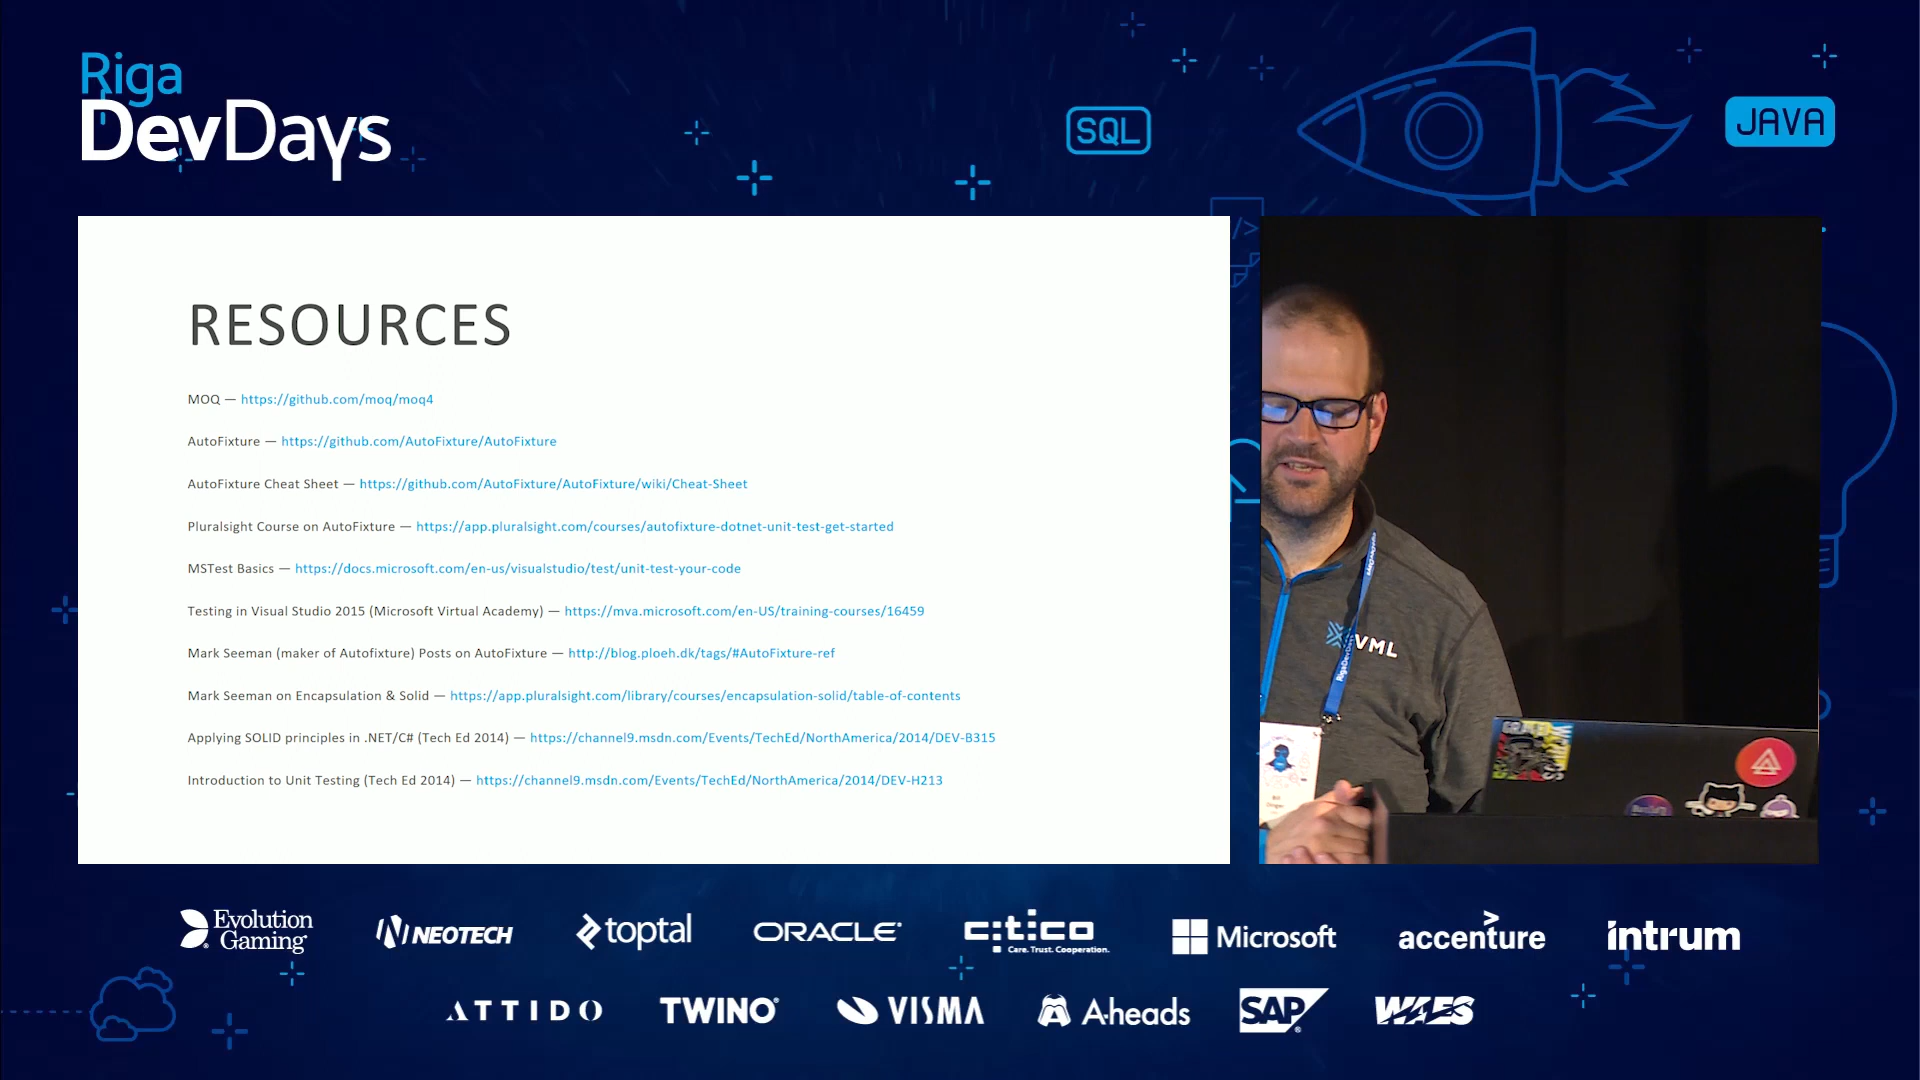 Riga
DevDays
SQL
JAVA
</>
RESOURCES
MOQ — https://github.com/moq/moq4
AutoFixture — https://github.com/AutoFixture/AutoFixture
AutoFixture Cheat Sheet — https://github.com/AutoFixture/AutoFixture/wiki/Cheat-Sheet
Pluralsight Course on AutoFixture — https://app.pluralsight.com/courses/autofixture-dotnet-unit-test-get-started
MSTest Basics — https://docs.microsoft.com/en-us/visualstudio/test/unit-test-your-code
Testing in Visual Studio 2015 (Microsoft Virtual Academy) — https://mva.microsoft.com/en-US/training-courses/16459
Mark Seeman (maker of Autofixture) Posts on AutoFixture — http://blog.ploeh.dk/tags/#AutoFixture-ref
Mark Seeman on Encapsulation & Solid — https://app.pluralsight.com/library/courses/encapsulation-solid/table-of-contents
Applying SOLID principles in .NET/C# (Tech Ed 2014) — https://channel9.msdn.com/Events/TechEd/NorthAmerica/2014/DEV-B315
Introduction to Unit Testing (Tech Ed 2014) — https://channel9.msdn.com/Events/TechEd/NorthAmerica/2014/DEV-H213
VML
RigaDevDays
Bill
Evolution Gaming
NEOTECH
toptal
ORACLE
citico
Care. Trust. Cooperation.
Microsoft
accenture
intrum
ATTIDO
TWINO
VISMA
A-heads
SAP